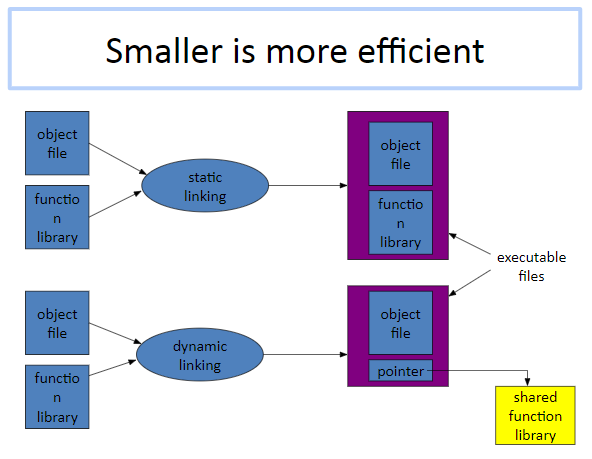 Smaller is more efficient
object
file
functio
n
library
static
linking
object
file
functio
n
library
executable
files
object
file
functio
n
library
dynamic
linking
object
file
pointer
shared
function
library